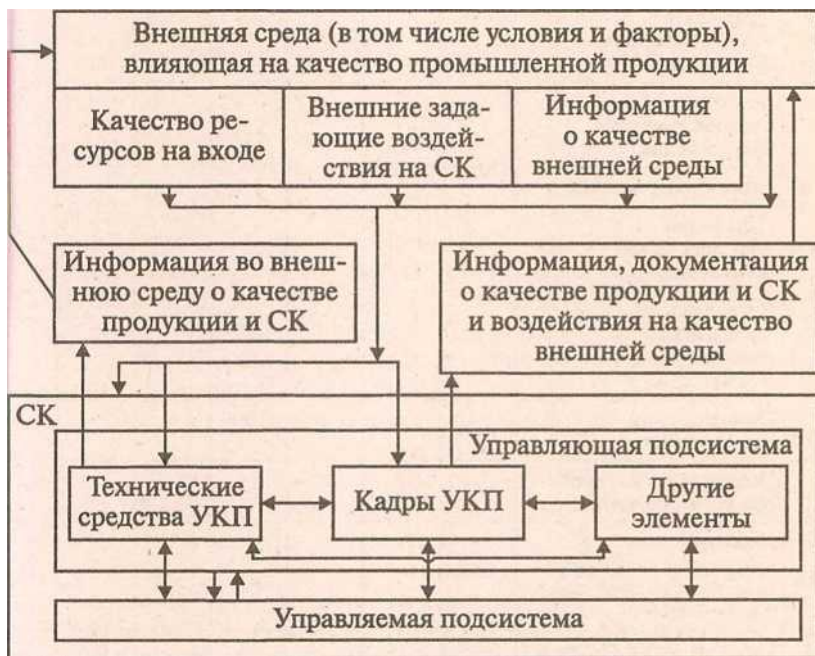 Внешняя среда (в том числе условия и факторы),
влияющая на качество промышленной продукции
Качество ре-
сурсов на входе
Внешние зада-
ющие воздей-
ствия на СК
Информация
о качестве
внешней среды
Информация во внеш-
нюю среду о качестве
продукции и СК
Информация, документация
о качестве продукции и СК
и воздействия на качество
внешней среды
СК
Управляющая подсистема
Технические
средства УКП
Кадры УКП
Другие
элементы
Управляемая подсистема